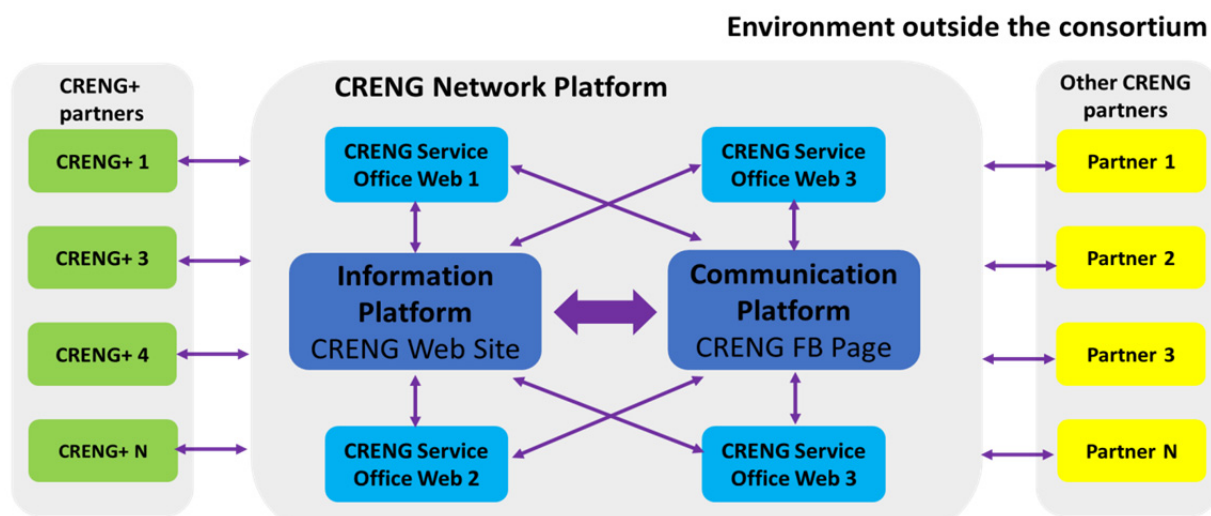 Environment outside the consortium
CRENG+
partners
CRENG+ 1
CRENG+ 3
CRENG+ 4
CRENG+ N
CRENG Network Platform
CRENG Service
Office Web 1
CRENG Service
Office Web 3
Information
Platform
CRENG Web Site
Communication
Platform
CRENG FB Page
CRENG Service
Office Web 2
CRENG Service
Office Web 3
Other CRENG
partners
Partner 1
Partner 2
Partner 3
Partner N